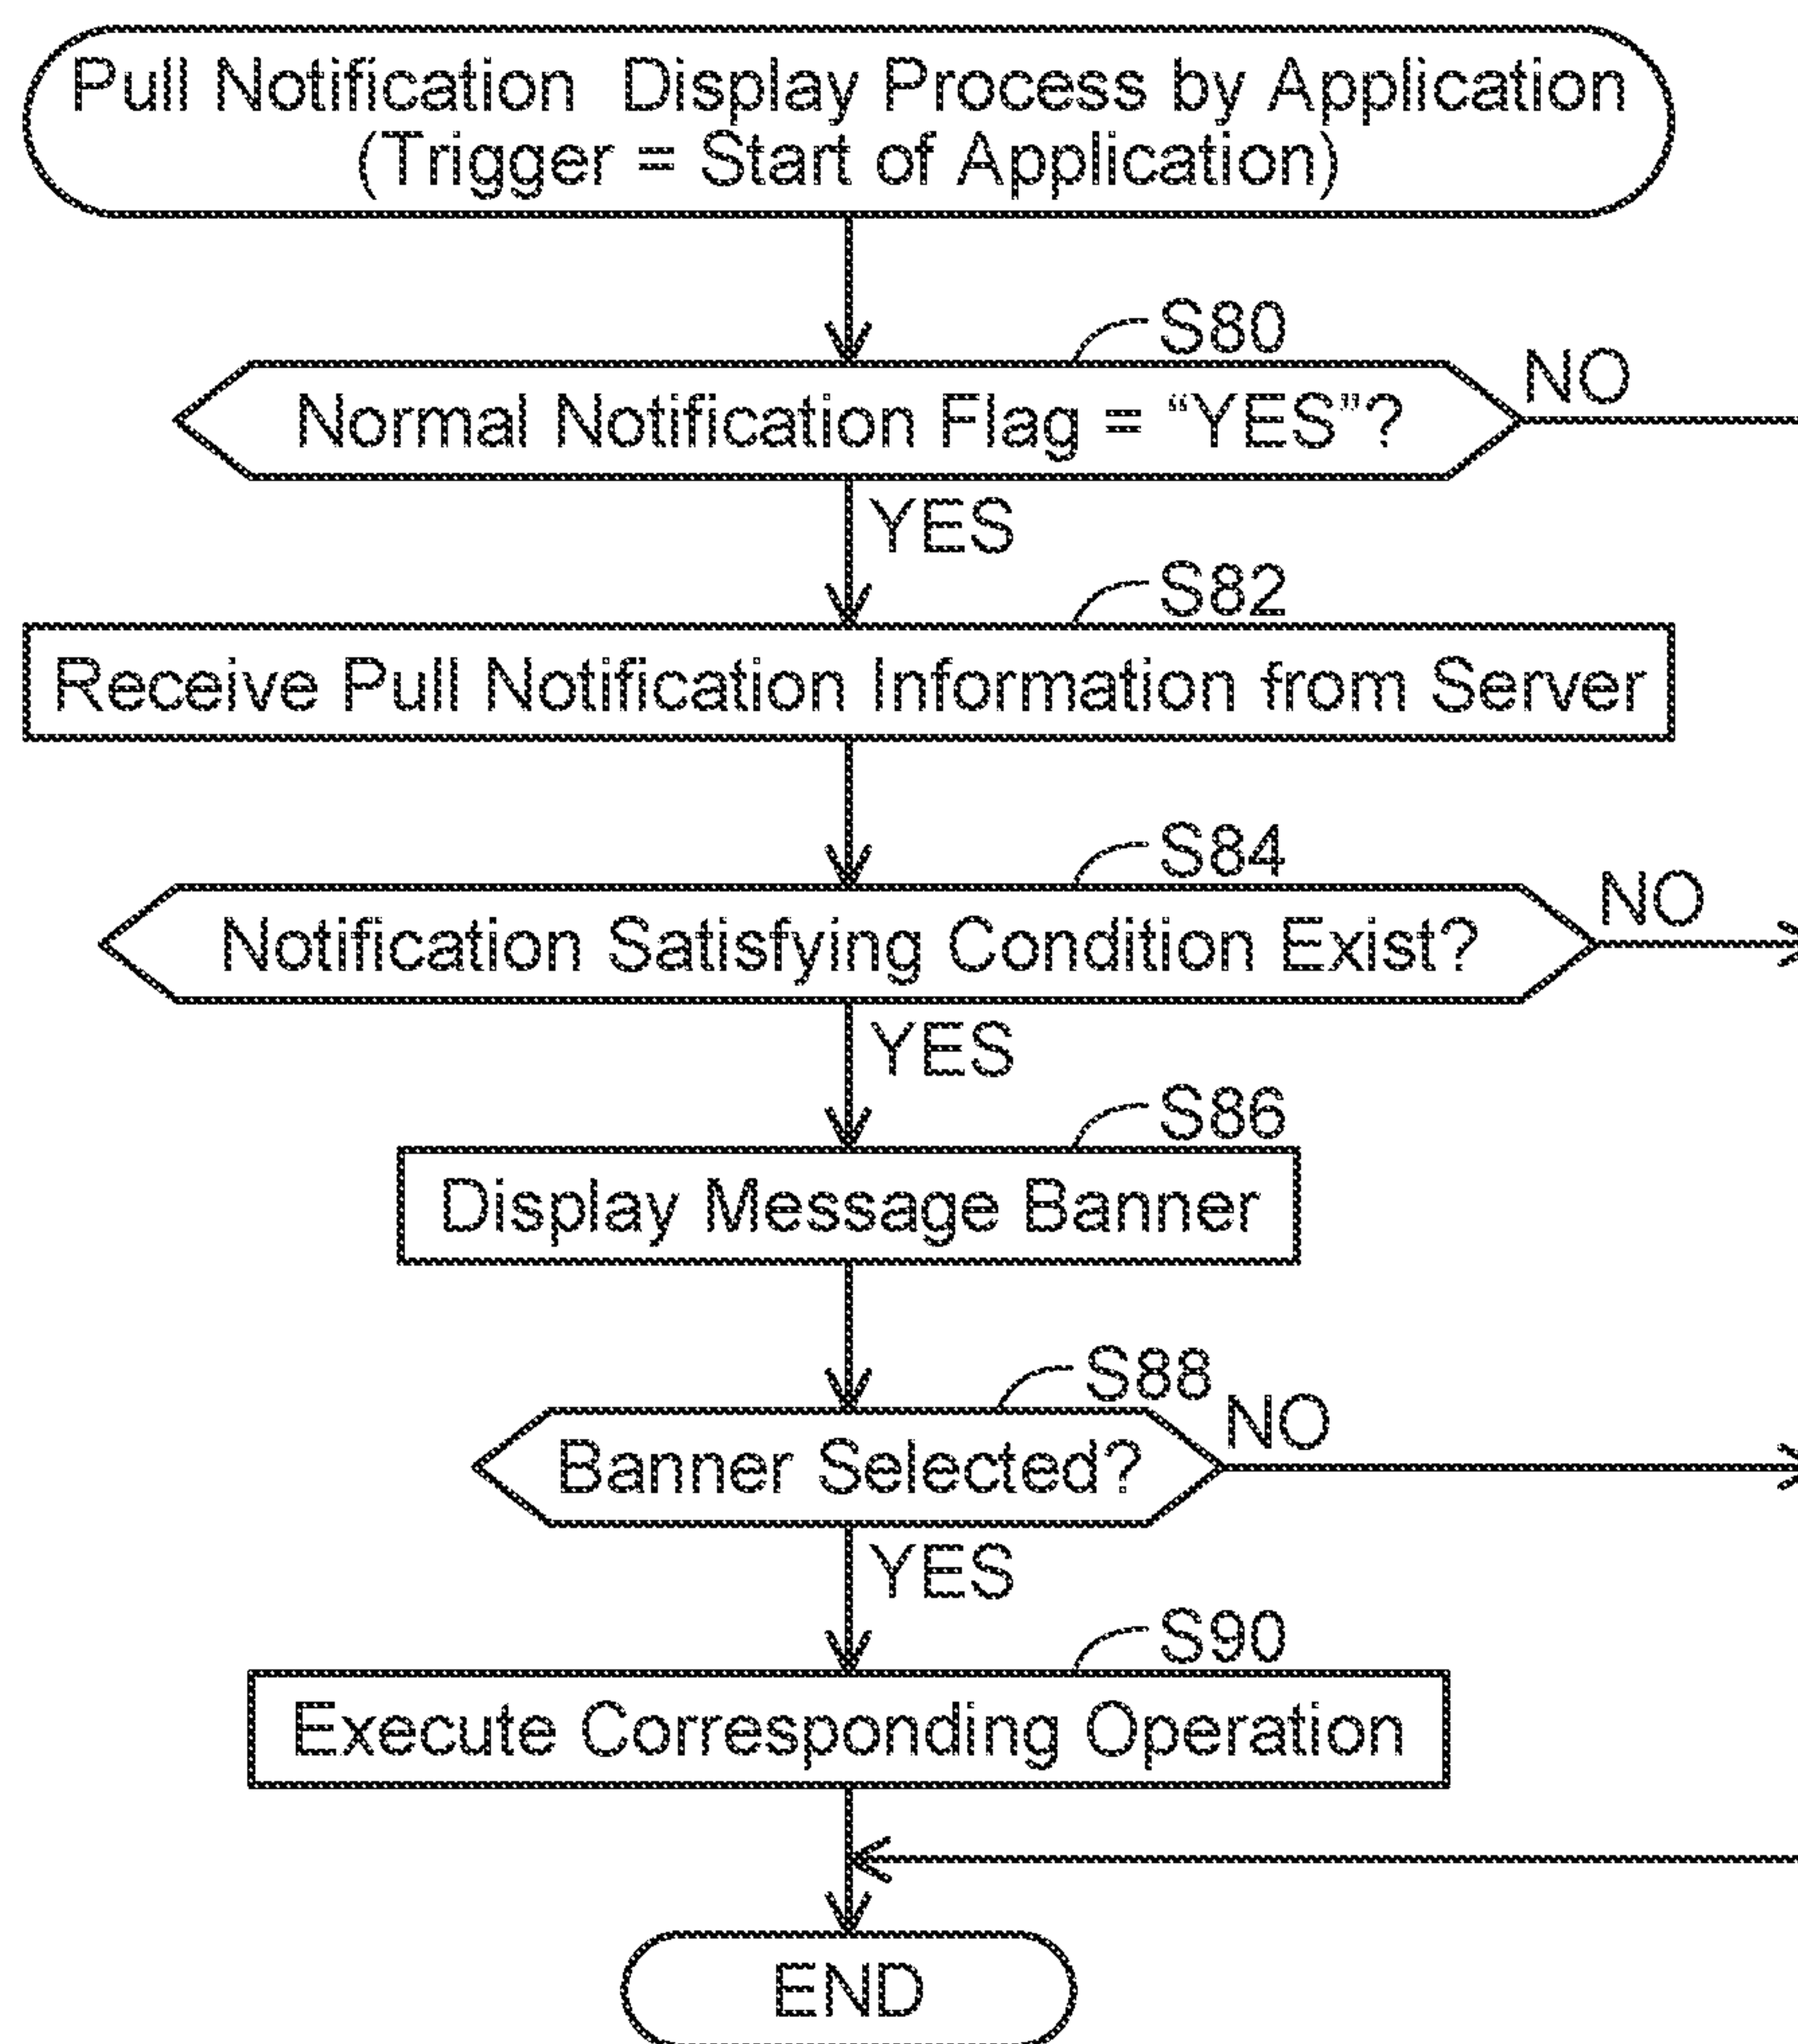 Pull Notification Display Process by Application
(Trigger = Start of Application)
S80
Normal Notification Flag = “YES”?
NO
YES
S82
Receive Pull Notification Information from Server
S84
Notification Satisfying Condition Exist?
NO
YES
S86
Display Message Banner
S88
Banner Selected?
NO
YES
S90
Execute Corresponding Operation
END